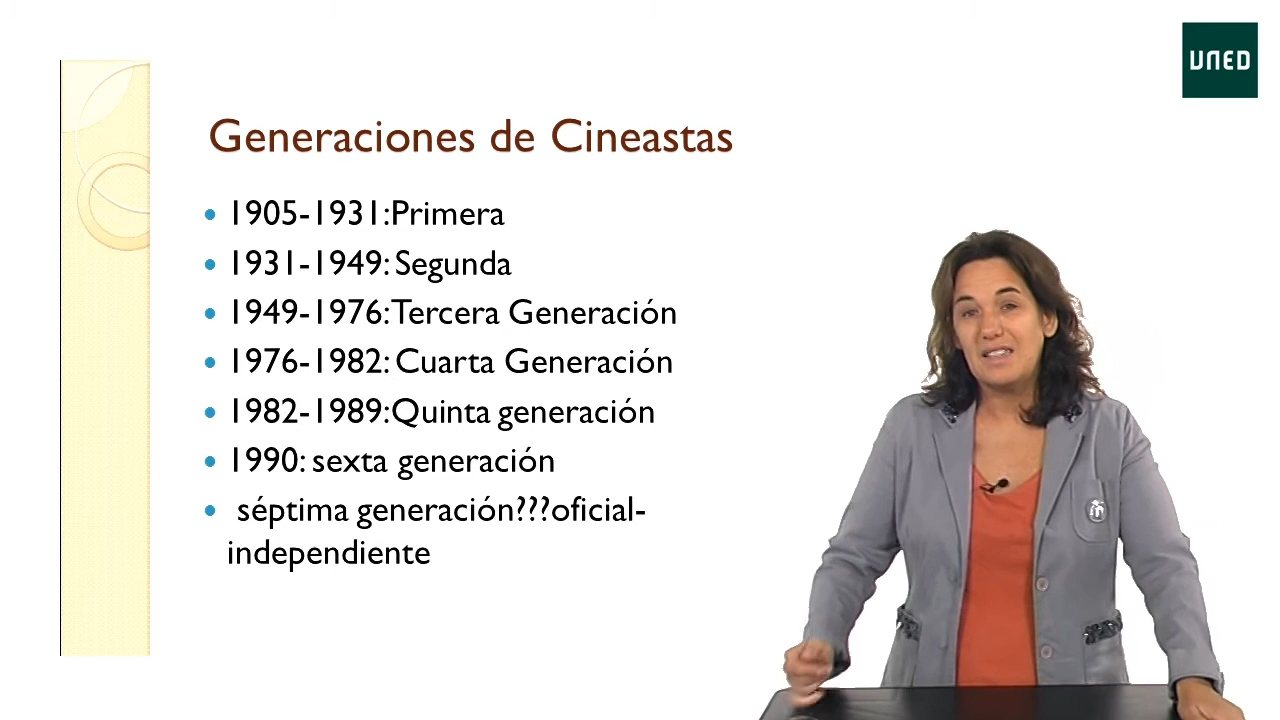 UNED
Generaciones de Cineastas
1905-1931:Primera
1931-1949: Segunda
1949-1976:Tercera Generación
1976-1982: Cuarta Generación
1982-1989:Quinta generación
1990: sexta generación
séptima generación???oficial-
independiente